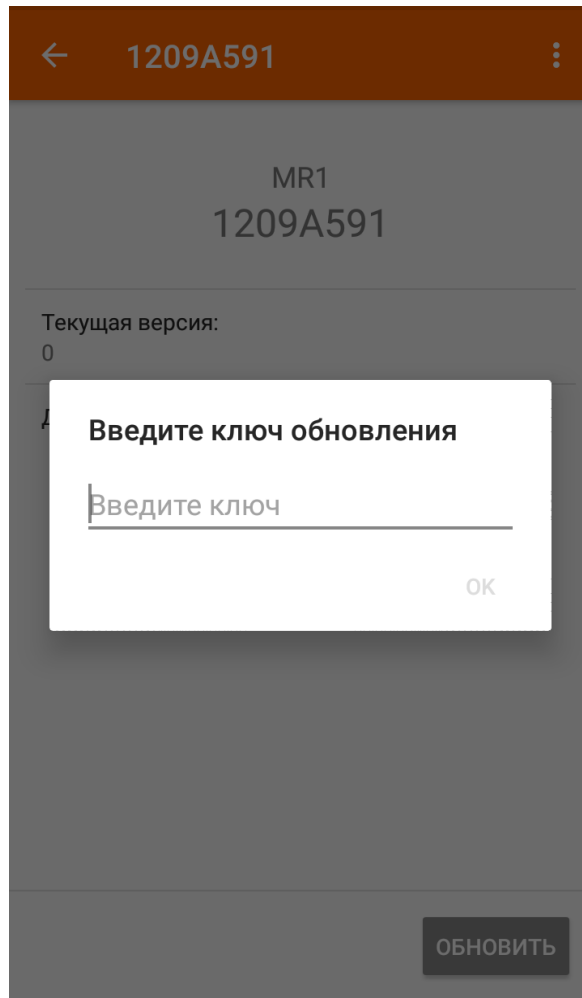 1209A591
MR1
1209A591
Текущая версия:
0
Введите ключ обновления
Введите ключ
OK
ОБНОВИТЬ